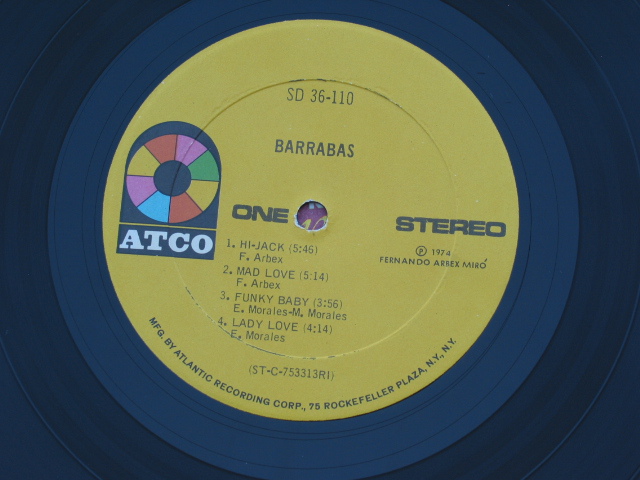 SD 36-110
BARRABAS
ATCO
ONE
STEREO
1. HI-JACK (5:46)
F. Arbex
2. MAD LOVE (5:14)
F. Arbex
3. FUNKY BABY (3:56)
E. Morales-M. Morales
4. LADY LOVE (4:14)
E. Morales
℗ 1974
FERNANDO ARBEX MIRÓ
(ST-C-753313RI)
MFG. BY ATLANTIC RECORDING CORP., 75 ROCKEFELLER PLAZA, N.Y., N.Y.